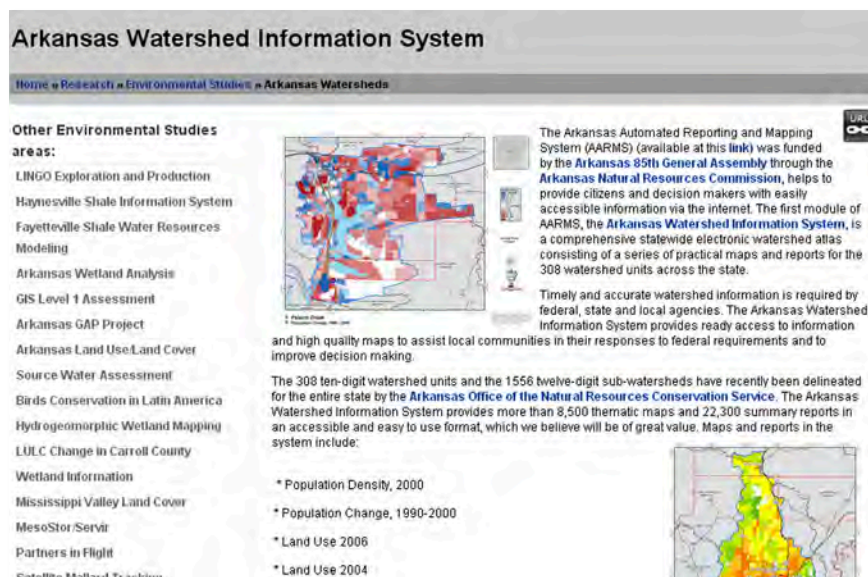 Arkansas Watershed Information System
Home » Research » Environmental Studies » Arkansas Watersheds
Other Environmental Studies
areas:
LINGO Exploration and Production
Haynesville Shale Information System
Fayetteville Shale Water Resources
Modeling
Arkansas Wetland Analysis
GIS Level 1 Assessment
Arkansas GAP Project
Arkansas Land Use/Land Cover
Source Water Assessment
Birds Conservation in Latin America
Hydrogeomorphic Wetland Mapping
LULC Change in Carroll County
Wetland Information
Mississippi Valley Land Cover
MesoStor/Servir
Partners in Flight
Satellite Mallard Tracking
URL
The Arkansas Automated Reporting and Mapping
System (AARMS) (available at this link) was funded
by the Arkansas 85th General Assembly through the
Arkansas Natural Resources Commission, helps to
provide citizens and decision makers with easily
accessible information via the internet. The first module of
AARMS, the Arkansas Watershed Information System, is
a comprehensive statewide electronic watershed atlas
consisting of a series of practical maps and reports for the
308 watershed units across the state.
Timely and accurate watershed information is required by
federal, state and local agencies. The Arkansas Watershed
Information System provides ready access to information
and high quality maps to assist local communities in their responses to federal requirements and to
improve decision making.
The 308 ten-digit watershed units and the 1556 twelve-digit sub-watersheds have recently been delineated
for the entire state by the Arkansas Office of the Natural Resources Conservation Service. The Arkansas
Watershed Information System provides more than 8,500 thematic maps and 22,300 summary reports in
an accessible and easy to use format, which we believe will be of great value. Maps and reports in the
system include:
* Population Density, 2000
* Population Change, 1990-2000
* Land Use 2006
* Land Use 2004